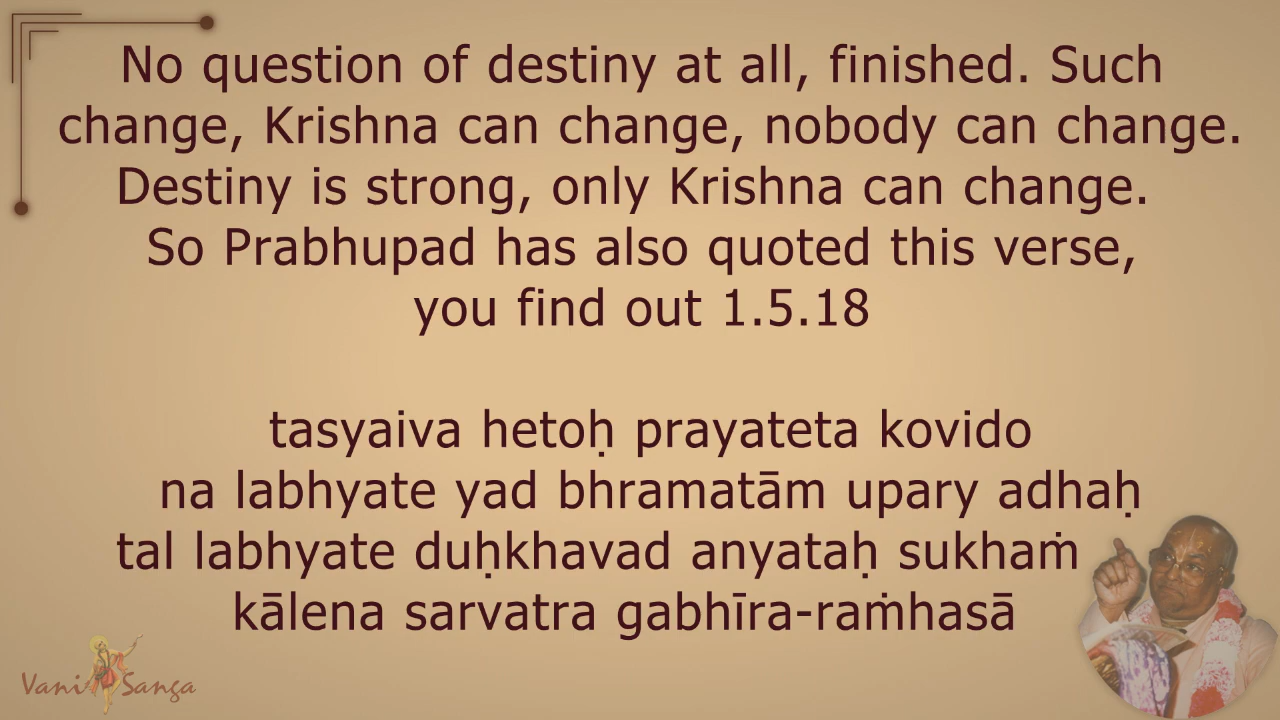 No question of destiny at all, finished. Such
change, Krishna can change, nobody can change.
Destiny is strong, only Krishna can change.
So Prabhupad has also quoted this verse,
you find out 1.5.18
tasyaiva hetoḥ prayateta kovido
na labhyate yad bhramatām upary adhaḥ
tal labhyate duḥkhavad anyataḥ sukhaṁ
kālena sarvatra gabhīra-raṁhasā
Vani Sanga